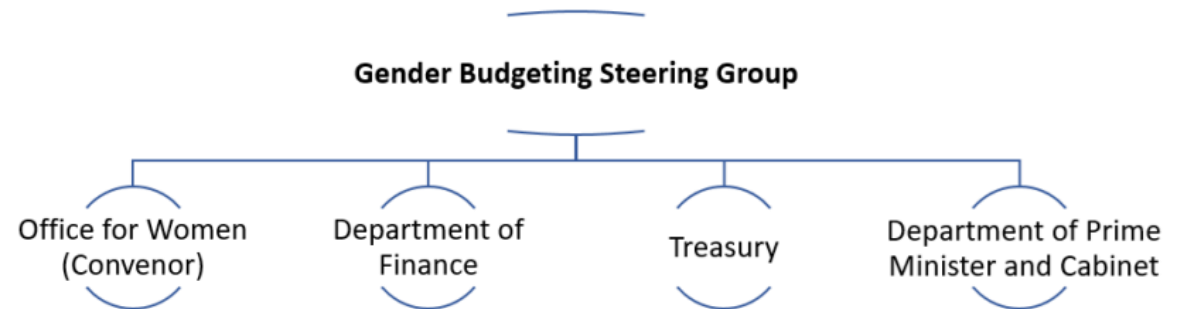 Gender Budgeting Steering Group
Office for Women
(Convenor)
Department of
Finance
Treasury
Department of Prime
Minister and Cabinet